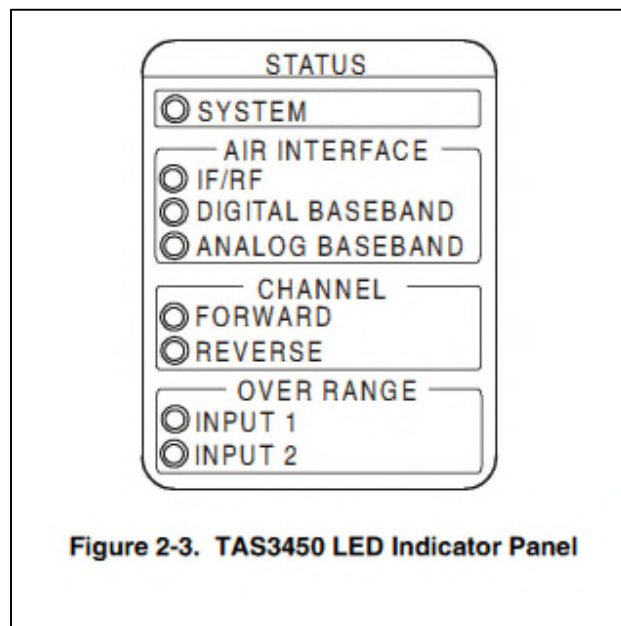 STATUS
SYSTEM
AIR INTERFACE
IF/RF
DIGITAL BASEBAND
ANALOG BASEBAND
CHANNEL
FORWARD
REVERSE
OVER RANGE
INPUT 1
INPUT 2
Figure 2-3. TAS3450 LED Indicator Panel